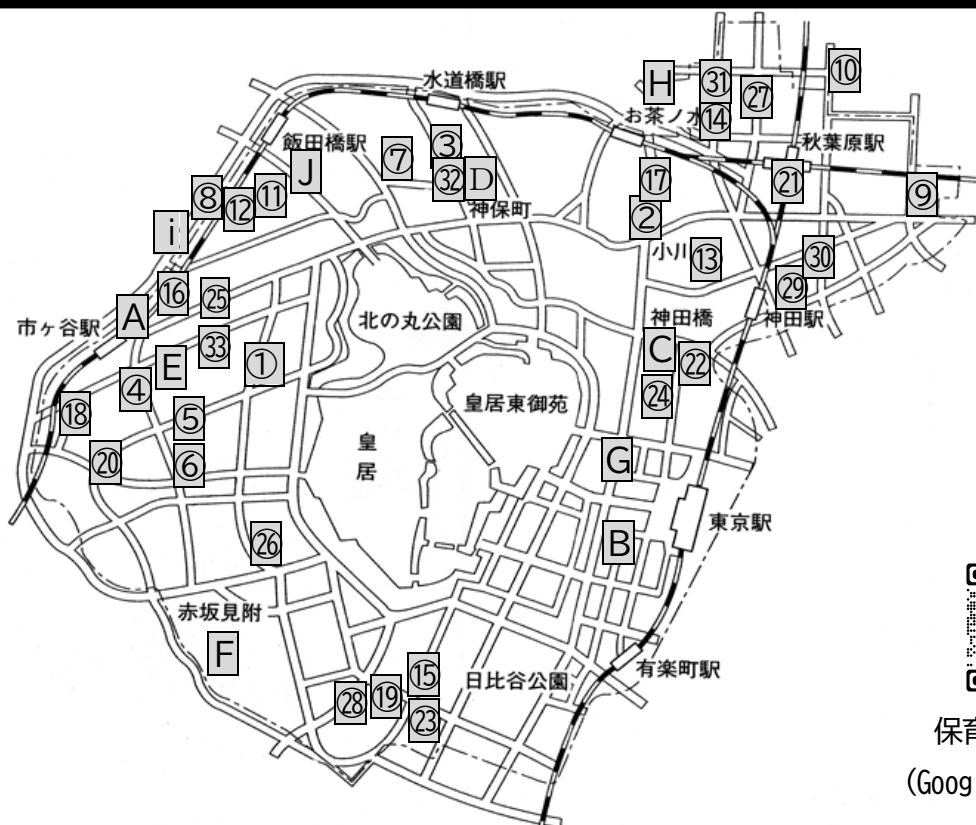 水道橋駅
H
㉛
⑩
㉗
お茶ノ水
⑭
飯田橋駅
③
秋葉原駅
⑦
J
㉜
D
⑰
㉑
⑨
⑧
⑫
⑪
神保町
②
i
小川
⑬
㉚
⑯
㉕
㉙
市ヶ谷駅
A
北の丸公園
神田橋
神田駅
㉝
①
C
㉒
E
④
㉔
⑱
⑤
皇居東御苑
皇
居
⑳
⑥
G
東京駅
㉖
B
赤坂見附
F
有楽町駅
日比谷公園
⑮
㉘
⑲
㉓
保育
(Goog